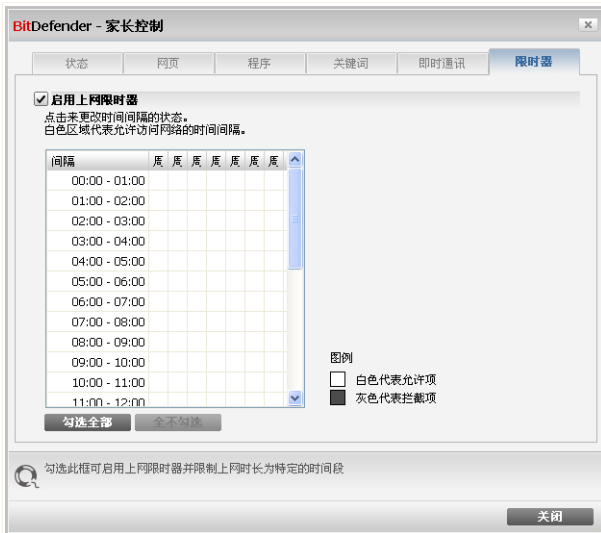 BitDefender - 家长控制
状态 网页 程序 关键词 即时通讯 限时器
启用上网限时器
点击来更改时间间隔的状态。
白色区域代表允许访问网络的时间间隔。
间隔 周 周 周 周 周 周 周
00:00 - 01:00
01:00 - 02:00
02:00 - 03:00
03:00 - 04:00
04:00 - 05:00
05:00 - 06:00
06:00 - 07:00
07:00 - 08:00
08:00 - 09:00
09:00 - 10:00
10:00 - 11:00
11:00 - 12:00
图例
白色代表允许项
灰色代表拦截项
勾选全部 全不勾选
勾选此框可启用上网限时器并限制上网时长为特定的时间段
关闭